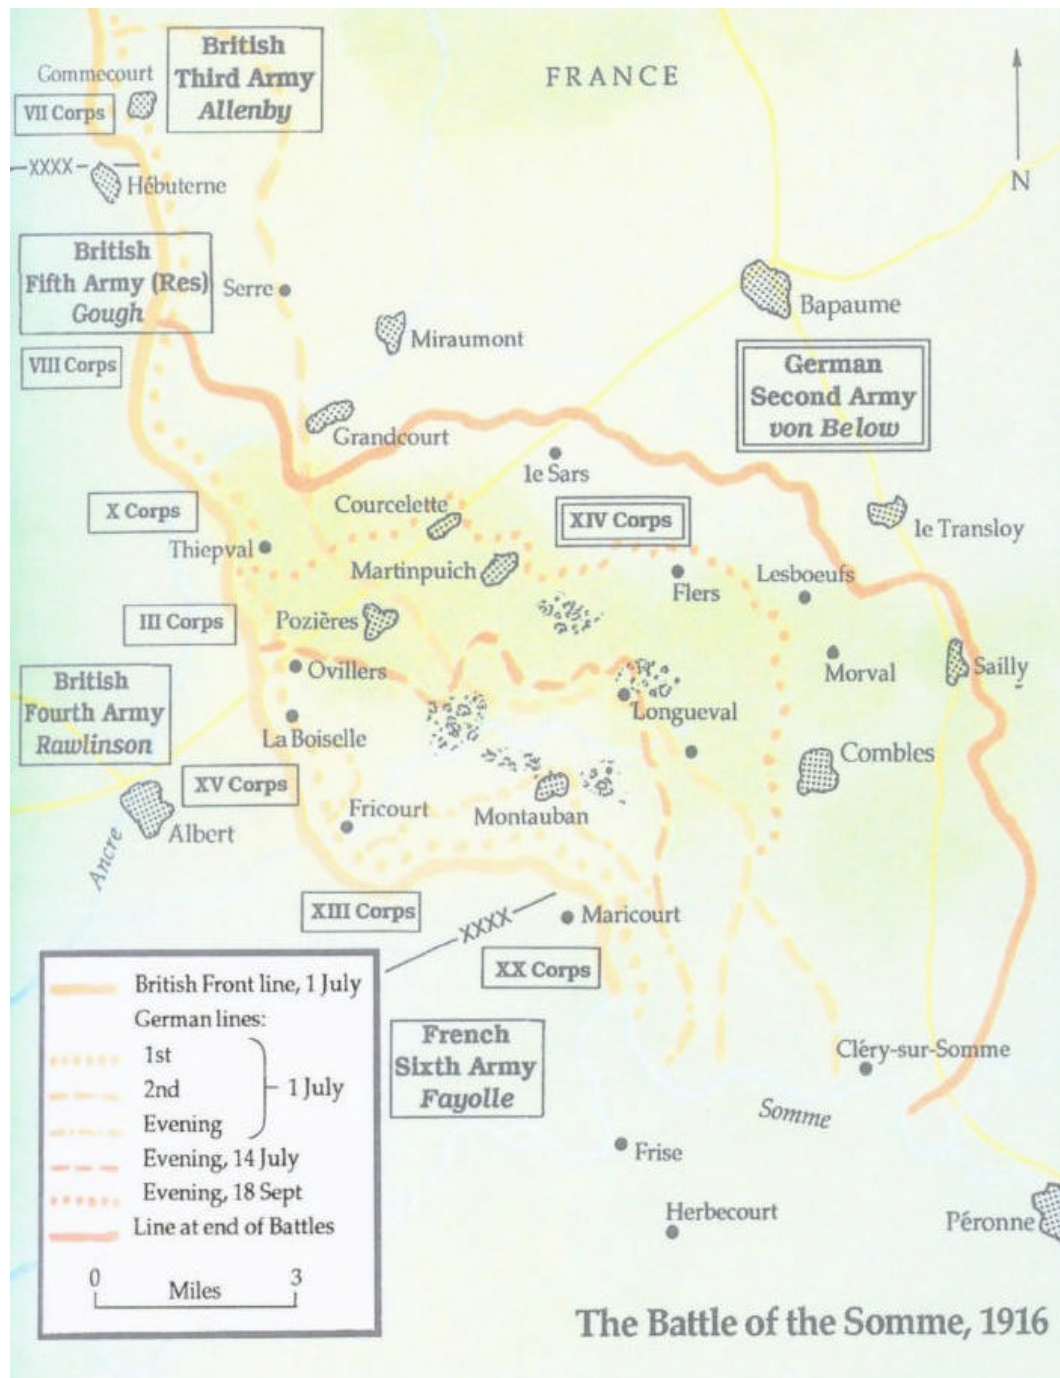 British
Third Army
Allenby
FRANCE
Gommecourt
VII Corps
XXXX
Hébuterne
N
British
Fifth Army (Res)
Gough
Serre
Bapaume
Miraumont
VIII Corps
German
Second Army
von Below
Grandcourt
le Sars
X Corps
Courcelette
XIV Corps
le Transloy
Thiepval
Martinpuich
Flers
Lesboeufs
III Corps
Pozières
Ovillers
Morval
Sailly
British
Fourth Army
Rawlinson
Longueval
La Boiselle
Combles
XV Corps
Fricourt
Montauban
Albert
Ancre
XIII Corps
XXXX
Maricourt
XX Corps
British Front line, 1 July
German lines:
1st
2nd
1 July
Evening
Evening, 14 July
Evening, 18 Sept
Line at end of Battles
0
3
Miles
French
Sixth Army
Fayolle
Cléry-sur-Somme
Somme
Frise
Herbecourt
Péronne
The Battle of the Somme, 1916